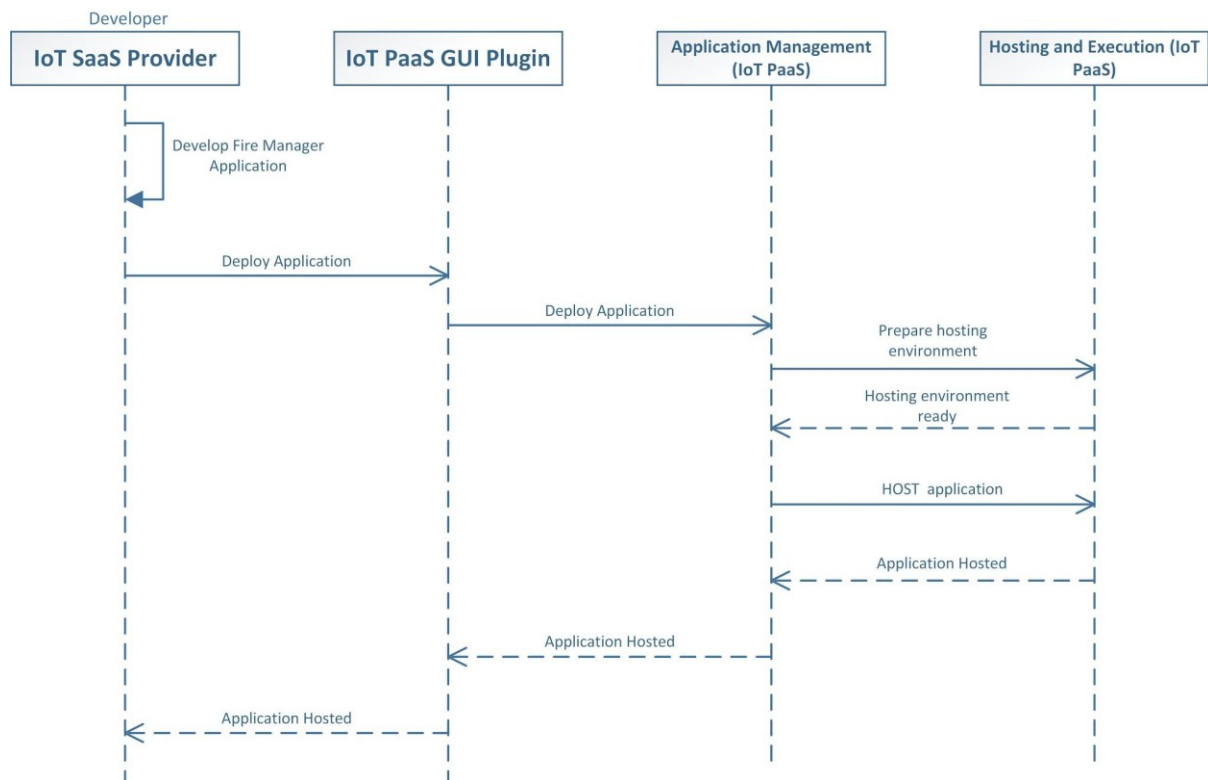 Developer
IoT SaaS Provider
IoT PaaS GUI Plugin
Application Management
(IoT PaaS)
Hosting and Execution (IoT
PaaS)
Develop Fire Manager
Application
Deploy Application
Deploy Application
Prepare hosting
environment
Hosting environment
ready
HOST application
Application Hosted
Application Hosted
Application Hosted